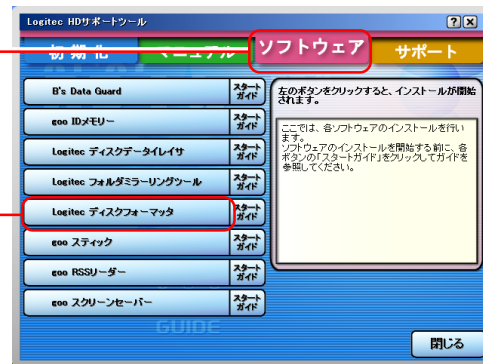 Logitec HDサポートツール
初期化
マニュアル
ソフトウェア
サポート
B's Data Guard
スタートガイド
goo IDメモリー
スタートガイド
Logitec ディスクデータイレイサ
スタートガイド
Logitec フォルダミラーリングツール
スタートガイド
Logitec ディスクフォーマッタ
スタートガイド
goo スティック
スタートガイド
goo RSSリーダー
スタートガイド
goo スクリーンセーバー
スタートガイド
左のボタンをクリックすると、インストールが開始
されます。
ここでは、各ソフトウェアのインストールを行い
ます。
ソフトウェアのインストールを開始する前に、各
ボタンの「スタートガイド」をクリックしてガイドを
参照してください。
GUIDE
閉じる